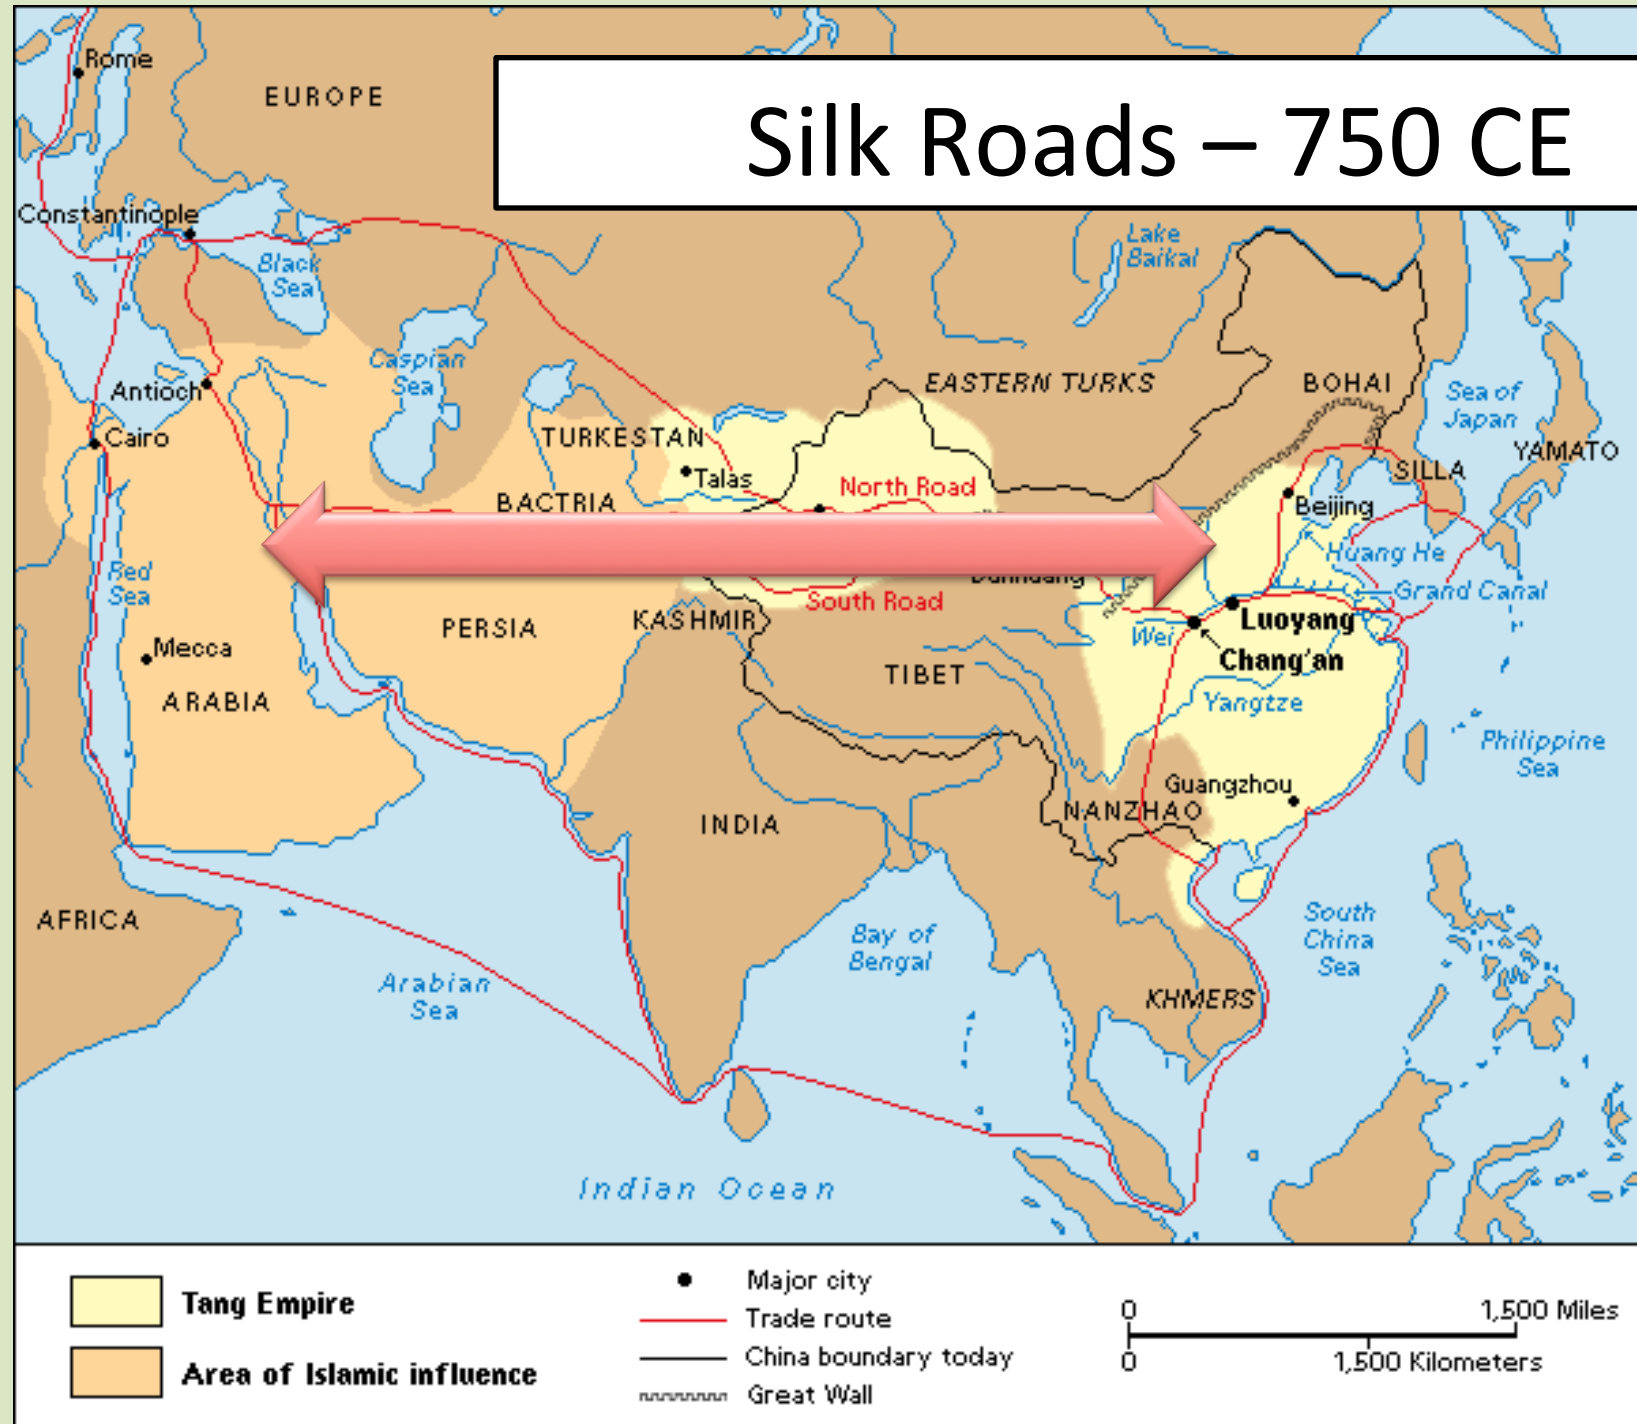 Silk Roads – 750 CE
Rome
EUROPE
Constantinople
Black
Sea
Lake
Baikal
Caspian
Sea
Antioch
EASTERN TURKS
BOHAI
Sea of
Japan
Cairo
TURKESTAN
YAMATO
Talas
SILLA
North Road
BACTRIA
Beijing
Huang He
Red
Sea
Dunhuang
Grand Canal
South Road
KASHMIR
PERSIA
Luoyang
Wei
Mecca
Chang'an
TIBET
ARABIA
Yangtze
Philippine
Sea
Guangzhou
NANZHAO
INDIA
AFRICA
South
China
Sea
Bay of
Bengal
Arabian
Sea
KHMERS
Indian Ocean
Tang Empire
Area of Islamic influence
Major city
Trade route
China boundary today
Great Wall
0 1,500 Miles
0 1,500 Kilometers